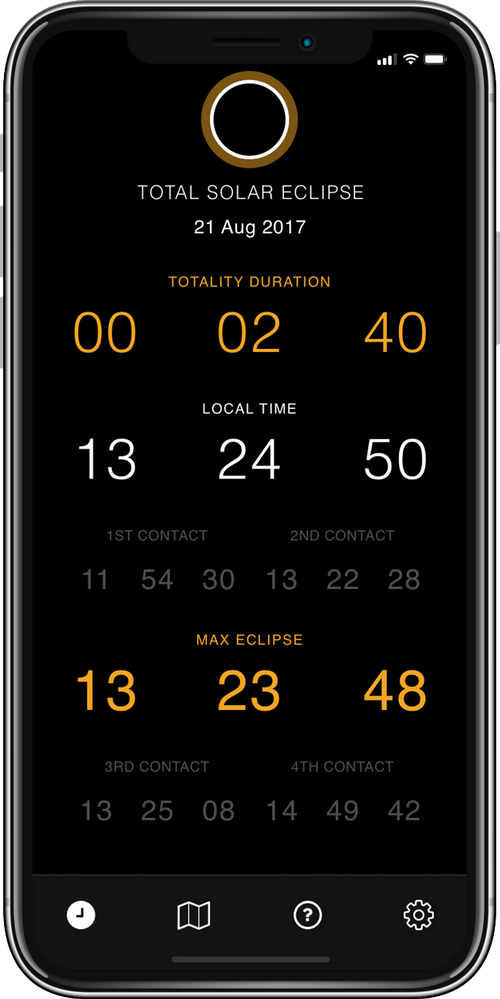 TOTAL SOLAR ECLIPSE
21 Aug 2017
TOTALITY DURATION
00 02 40
LOCAL TIME
13 24 50
1ST CONTACT 2ND CONTACT
11 54 30 13 22 28
MAX ECLIPSE
13 23 48
3RD CONTACT 4TH CONTACT
13 25 08 14 49 42
?